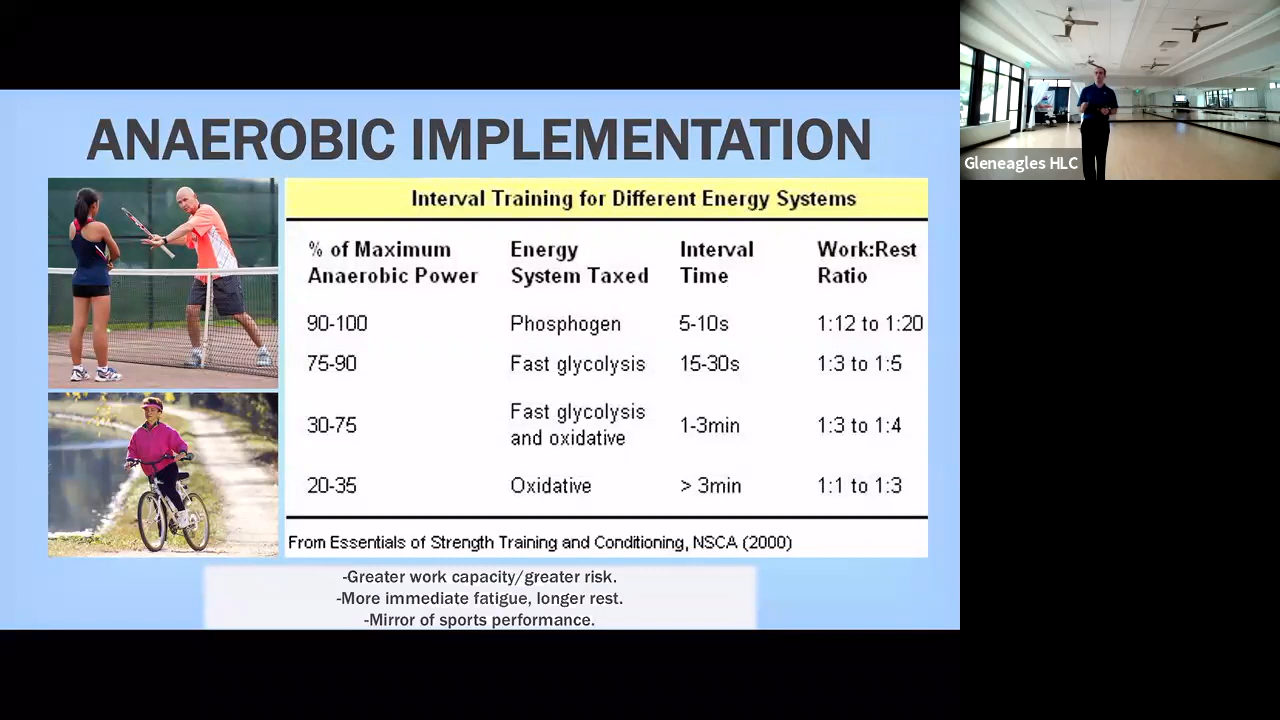 ANAEROBIC IMPLEMENTATION
Interval Training for Different Energy Systems
% of Maximum Anaerobic Power
Energy System Taxed
Interval Time
Work:Rest Ratio
90-100 Phosphogen 5-10s 1:12 to 1:20
75-90 Fast glycolysis 15-30s 1:3 to 1:5
30-75 Fast glycolysis and oxidative 1-3min 1:3 to 1:4
20-35 Oxidative > 3min 1:1 to 1:3
From Essentials of Strength Training and Conditioning, NSCA (2000)
-Greater work capacity/greater risk.
-More immediate fatigue, longer rest.
-Mirror of sports performance.
Gleneagles HLC